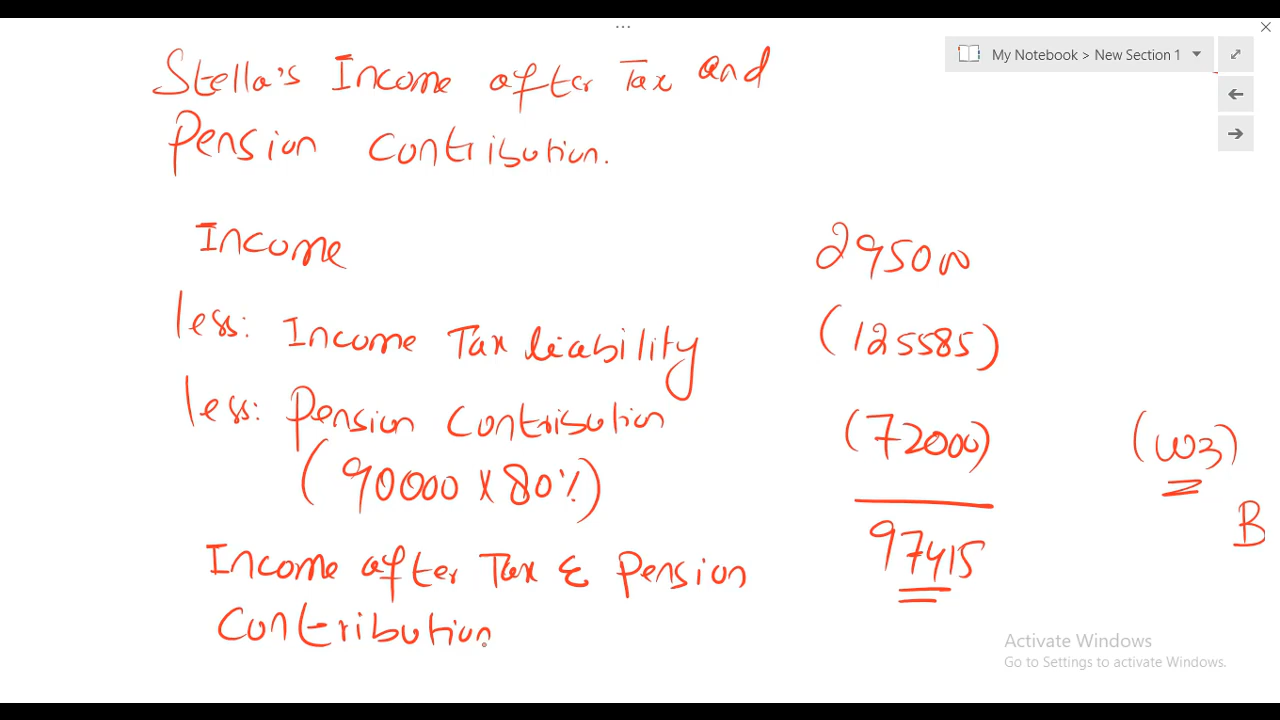 ...
My Notebook > New Section 1
Stella's Income after Tax and
Pension Contribution.
Income 295000
less: Income Tax liability (125585)
less: Pension Contribution (72000) (W3)
(90000 x 80%)
B
Income after Tax & Pension 97415
Contribution
Activate Windows
Go to Settings to activate Windows.